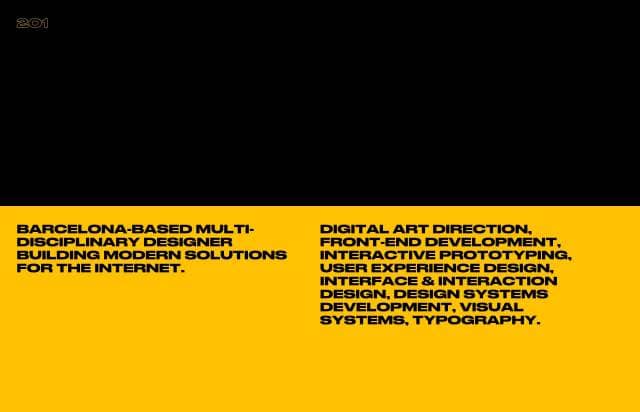 201
BARCELONA-BASED MULTI-
DISCIPLINARY DESIGNER
BUILDING MODERN SOLUTIONS
FOR THE INTERNET.
DIGITAL ART DIRECTION,
FRONT-END DEVELOPMENT,
INTERACTIVE PROTOTYPING,
USER EXPERIENCE DESIGN,
INTERFACE & INTERACTION
DESIGN, DESIGN SYSTEMS
DEVELOPMENT, VISUAL
SYSTEMS, TYPOGRAPHY.